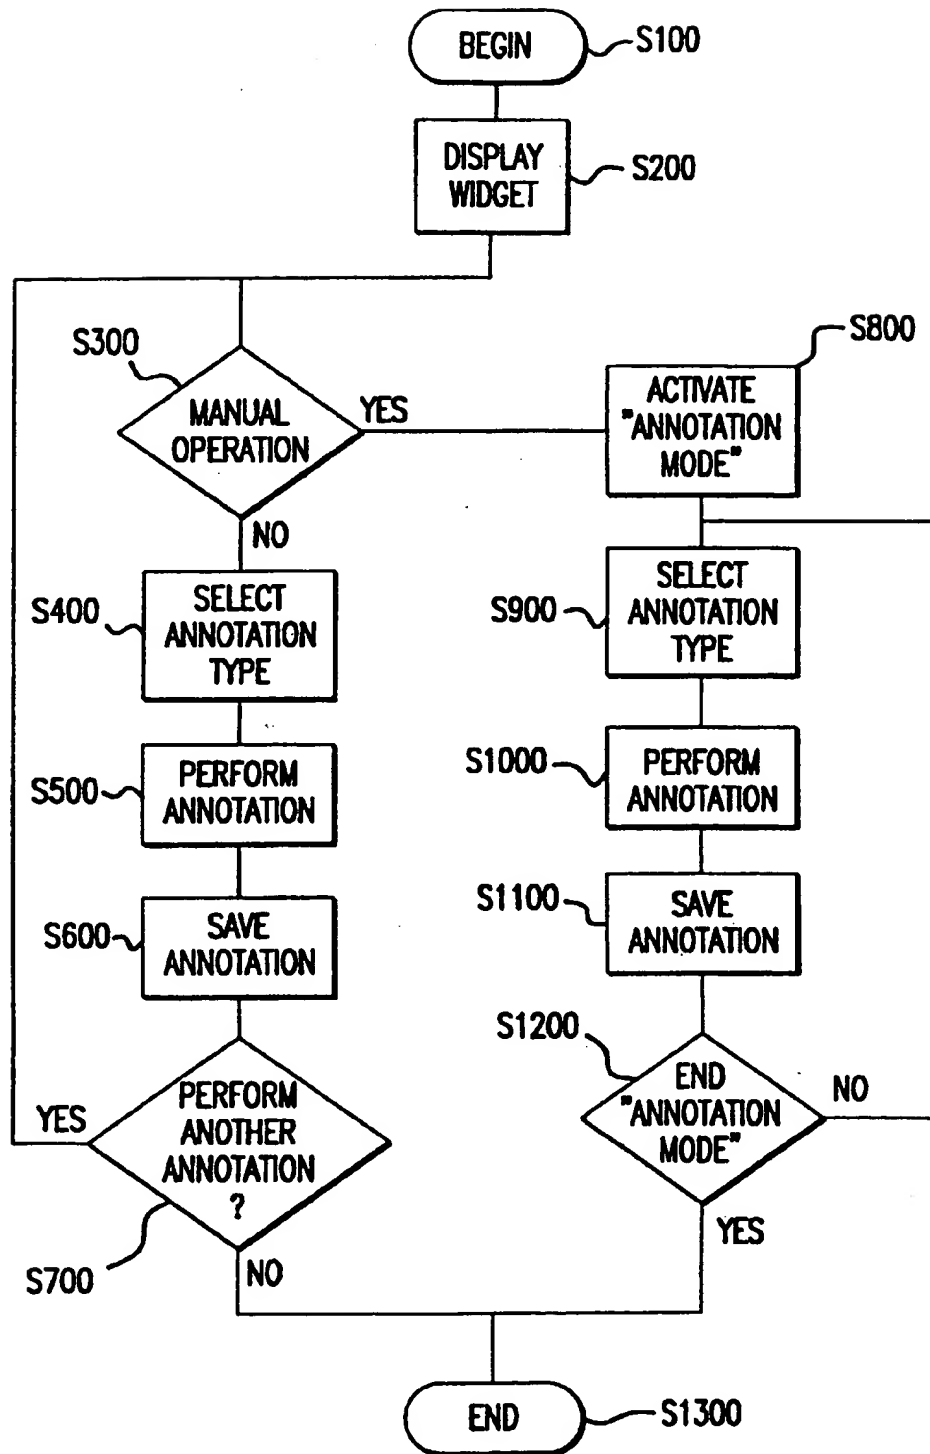 BEGIN
S100
DISPLAY
WIDGET
S200
S300
MANUAL
OPERATION
YES
NO
S400
SELECT
ANNOTATION
TYPE
S500
PERFORM
ANNOTATION
S600
SAVE
ANNOTATION
YES
PERFORM
ANOTHER
ANNOTATION
?
S700
NO
S800
ACTIVATE
"ANNOTATION
MODE"
S900
SELECT
ANNOTATION
TYPE
S1000
PERFORM
ANNOTATION
S1100
SAVE
ANNOTATION
S1200
END
"ANNOTATION
MODE"
NO
YES
END
S1300